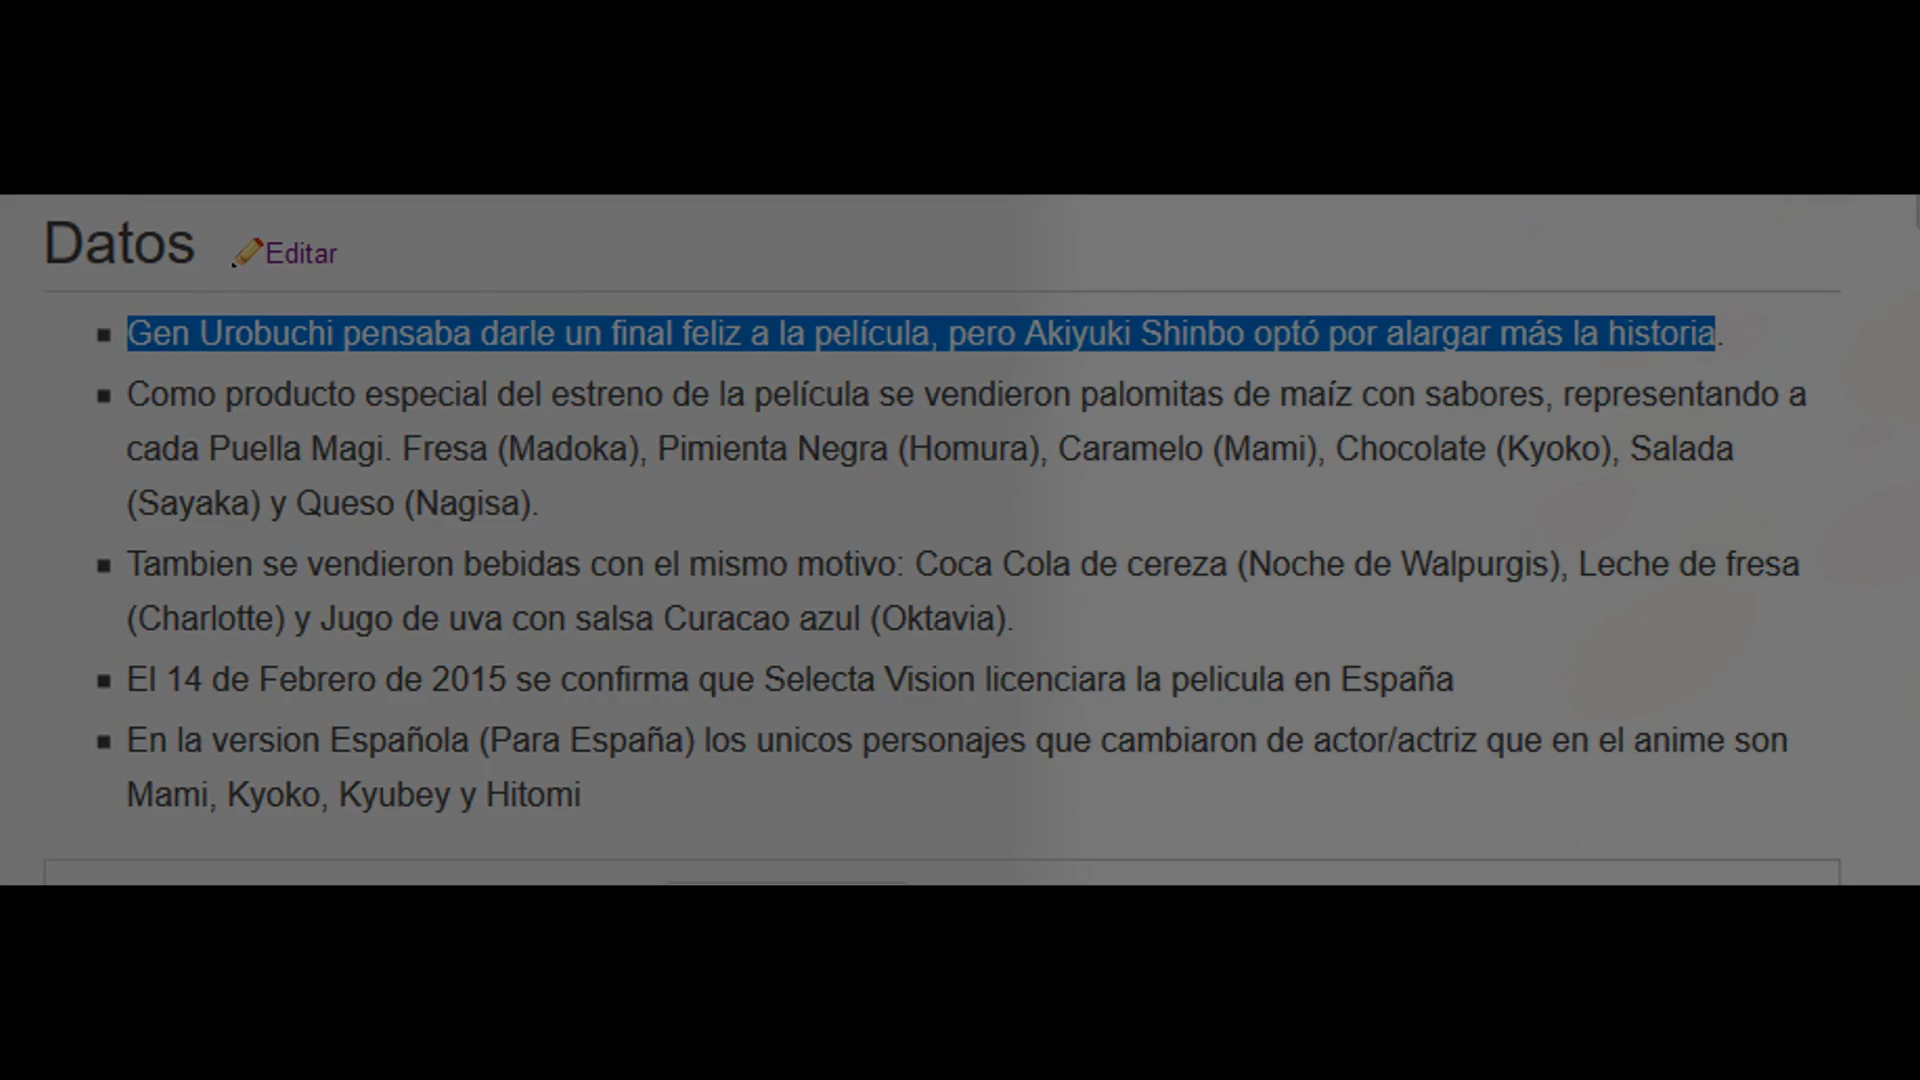 Datos Editar
Gen Urobuchi pensaba darle un final feliz a la película, pero Akiyuki Shinbo optó por alargar más la historia.
Como producto especial del estreno de la película se vendieron palomitas de maíz con sabores, representando a
cada Puella Magi. Fresa (Madoka), Pimienta Negra (Homura), Caramelo (Mami), Chocolate (Kyoko), Salada
(Sayaka) y Queso (Nagisa).
Tambien se vendieron bebidas con el mismo motivo: Coca Cola de cereza (Noche de Walpurgis), Leche de fresa
(Charlotte) y Jugo de uva con salsa Curacao azul (Oktavia).
El 14 de Febrero de 2015 se confirma que Selecta Vision licenciara la pelicula en España
En la version Española (Para España) los unicos personajes que cambiaron de actor/actriz que en el anime son
Mami, Kyoko, Kyubey y Hitomi